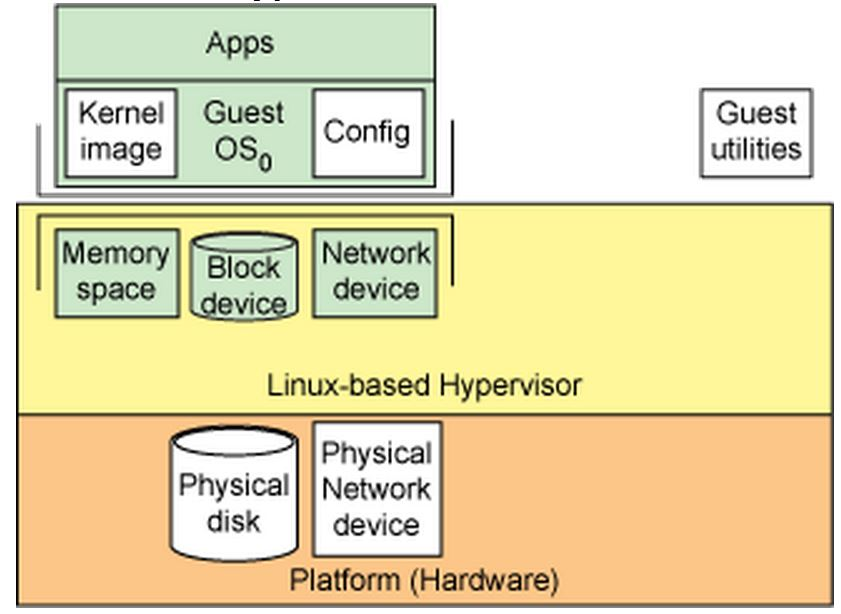 Apps
Kernel
image
Guest
OS0
Config
Guest
utilities
Memory
space
Block
device
Network
device
Linux-based Hypervisor
Physical
disk
Physical
Network
device
Platform (Hardware)